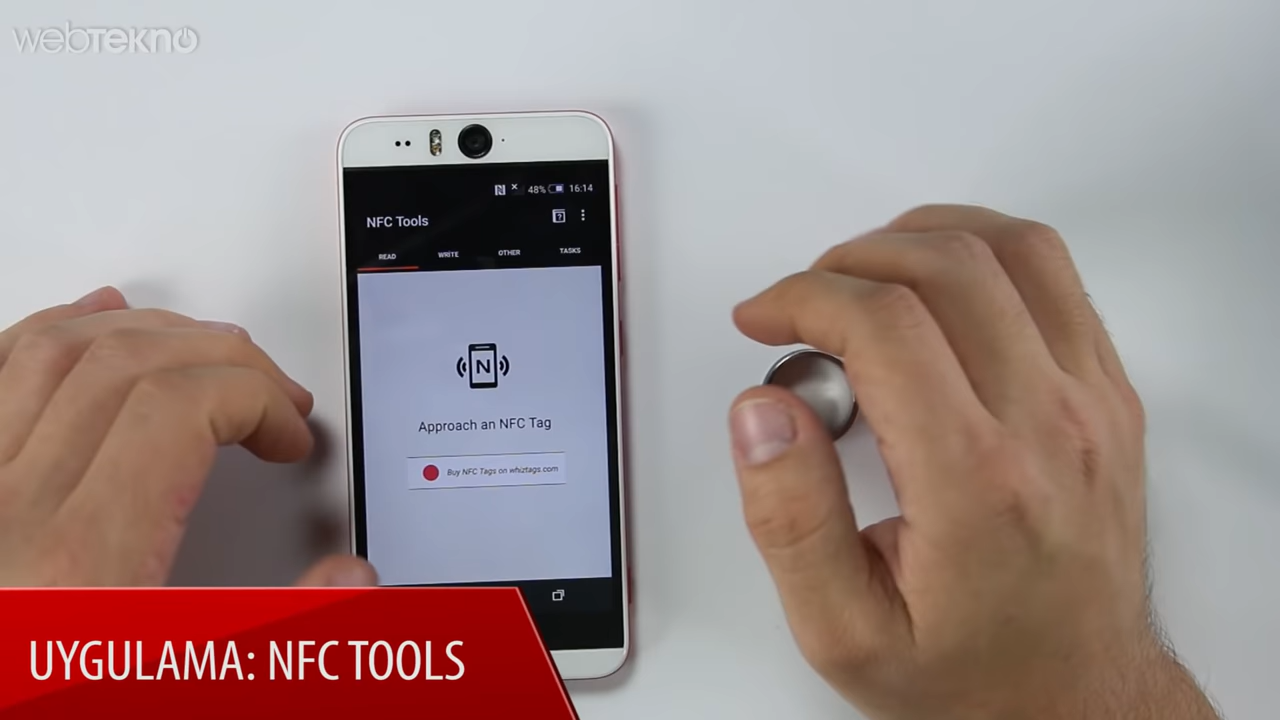 webTEKNO
48% 16:14
NFC Tools
READ WRITE OTHER TASKS
N
Approach an NFC Tag
Buy NFC Tags on whiztags.com
UYGULAMA: NFC TOOLS